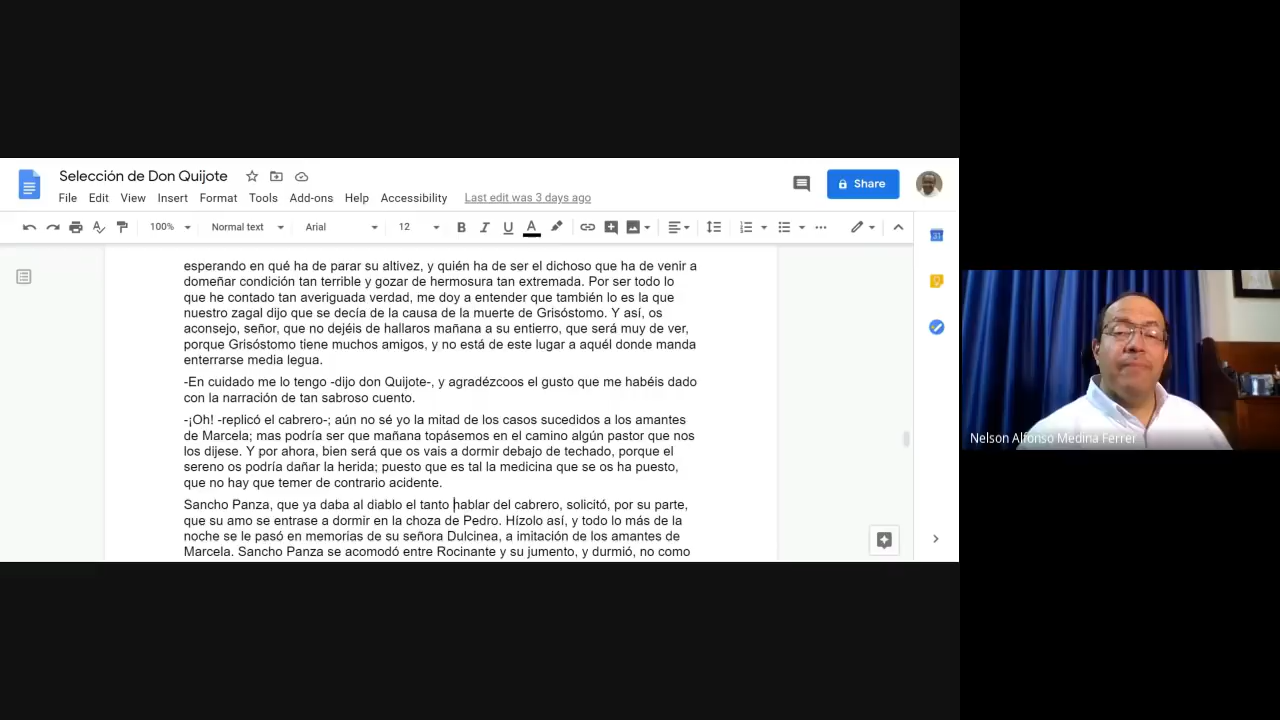 Selección de Don Quijote
File Edit View Insert Format Tools Add-ons Help Accessibility Last edit was 3 days ago
Share
100% Normal text Arial 12 B I U A
31
esperando en qué ha de parar su altivez, y quién ha de ser el dichoso que ha de venir a
domeñar condición tan terrible y gozar de hermosura tan extremada. Por ser todo lo
que he contado tan averiguada verdad, me doy a entender que también lo es la que
nuestro zagal dijo que se decía de la causa de la muerte de Grisóstomo. Y así, os
aconsejo, señor, que no dejéis de hallaros mañana a su entierro, que será muy de ver,
porque Grisóstomo tiene muchos amigos, y no está de este lugar a aquél donde manda
enterrarse media legua.
-En cuidado me lo tengo -dijo don Quijote-, y agradézcoos el gusto que me habéis dado
con la narración de tan sabroso cuento.
-¡Oh! -replicó el cabrero-; aún no sé yo la mitad de los casos sucedidos a los amantes
de Marcela; mas podría ser que mañana topásemos en el camino algún pastor que nos
los dijese. Y por ahora, bien será que os vais a dormir debajo de techado, porque el
sereno os podría dañar la herida; puesto que es tal la medicina que se os ha puesto,
que no hay que temer de contrario acidente.
Sancho Panza, que ya daba al diablo el tanto hablar del cabrero, solicitó, por su parte,
que su amo se entrase a dormir en la choza de Pedro. Hízolo así, y todo lo más de la
noche se le pasó en memorias de su señora Dulcinea, a imitación de los amantes de
Marcela. Sancho Panza se acomodó entre Rocinante y su jumento, y durmió, no como
Nelson Alfonso Medina Ferrer